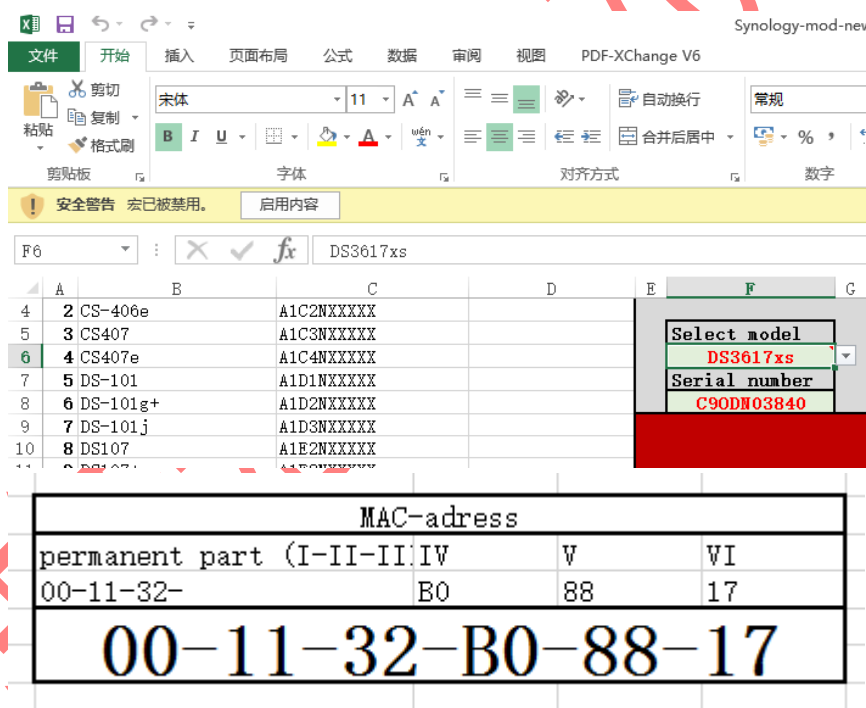 Synology-mod-new
文件 开始 插入 页面布局 公式 数据 审阅 视图 PDF-XChange V6
剪切
宋体 11 A A 自动换行 常规
复制
粘贴 格式刷 B I U A wén 文 合并后居中 % ,
剪贴板 字体 对齐方式 数字
! 安全警告 宏已被禁用。 启用内容
F6 fx DS3617xs
A B C D E F G
4 2 CS-406e A1C2NXXXXX
5 3 CS407 A1C3NXXXXX Select model
6 4 CS407e A1C4NXXXXX DS3617xs
7 5 DS-101 A1D1NXXXXX Serial number
8 6 DS-101g+ A1D2NXXXXX C9ODN03840
9 7 DS-101j A1D3NXXXXX
10 8 DS107 A1E2NXXXXX
MAC-adress
permanent part (I-II-III IV V VI
00-11-32- B0 88 17
00-11-32-B0-88-17